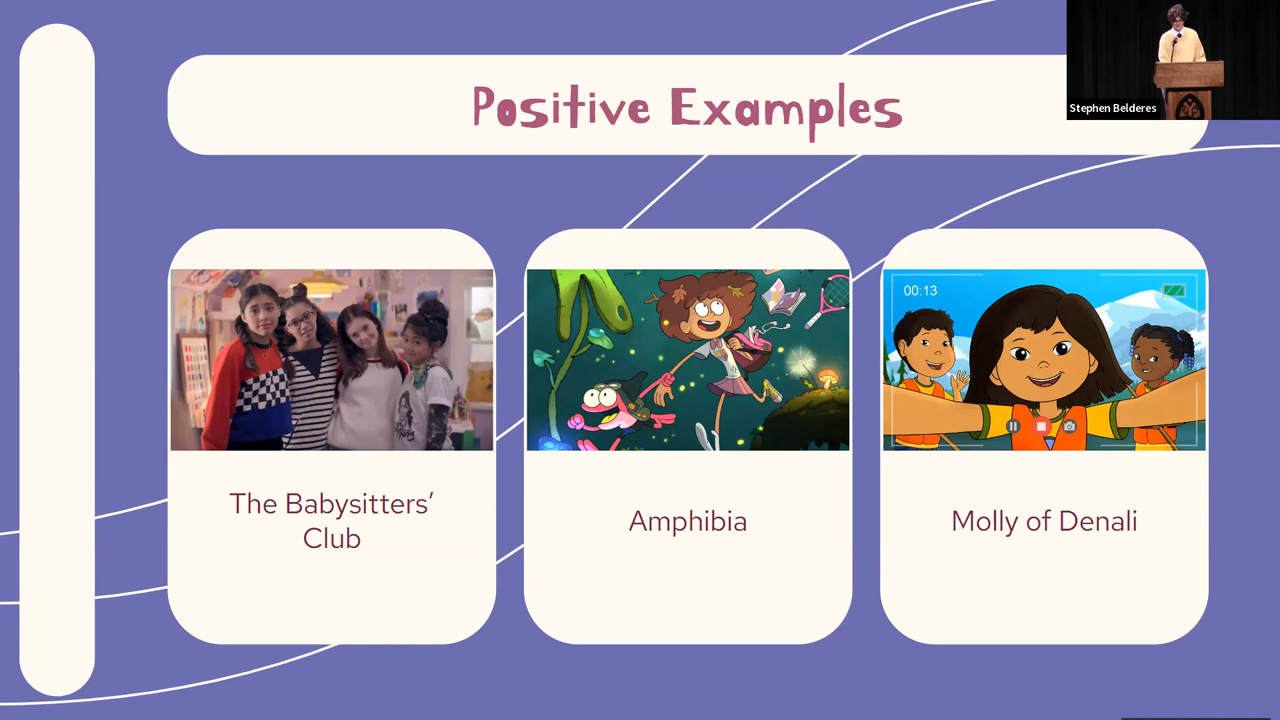 Positive Examples
Stephen Belderes
00:13
The Babysitters'
Club
Amphibia
Molly of Denali